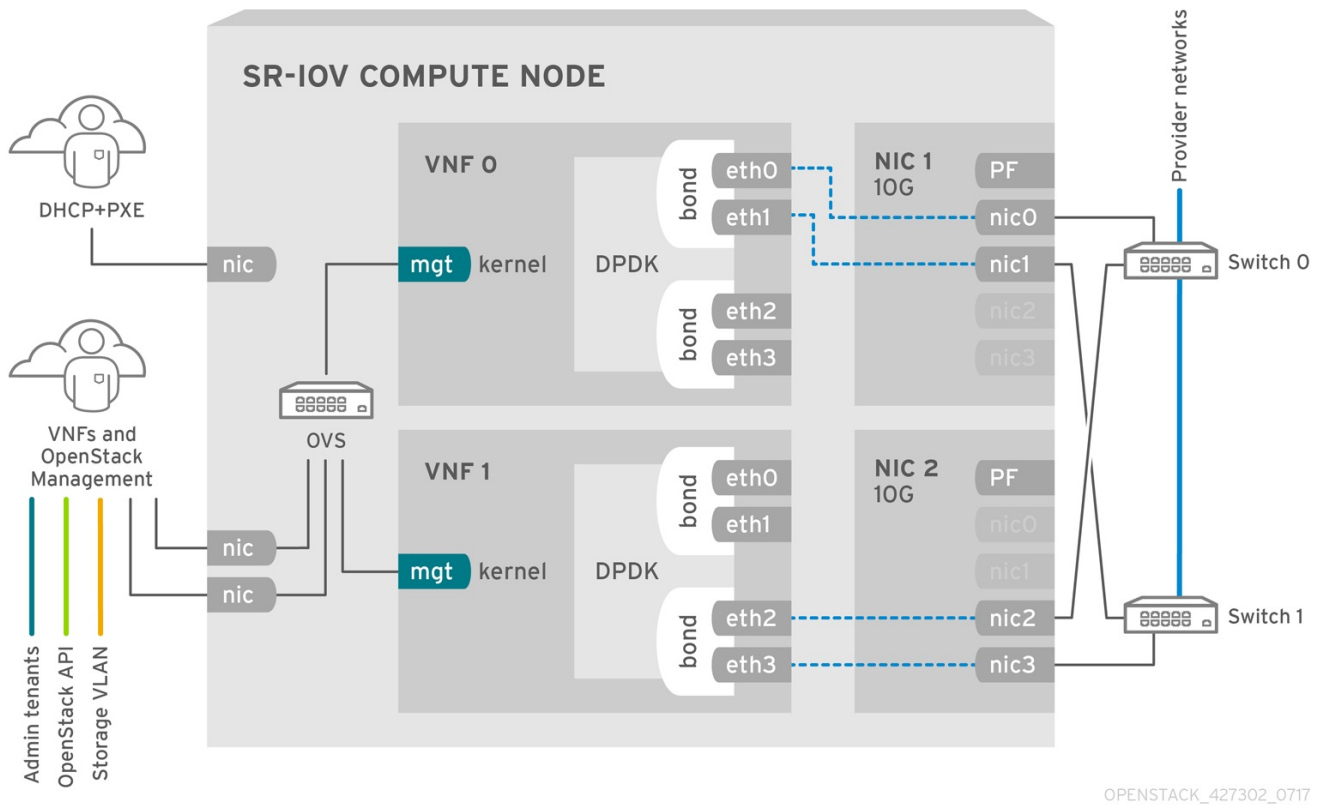 SR-IOV COMPUTE NODE
DHCP+PXE
nic
VNFs and
OpenStack
Management
Admin tenants
OpenStack API
Storage VLAN
nic
nic
OVS
VNF 0
mgt
kernel
DPDK
bond
eth0
eth1
bond
eth2
eth3
NIC 1
10G
PF
nic0
nic1
nic2
nic3
VNF 1
mgt
kernel
DPDK
bond
eth0
eth1
bond
eth2
eth3
NIC 2
10G
PF
nic0
nic1
nic2
nic3
Provider networks
Switch 0
Switch 1
OPENSTACK_427302_0717